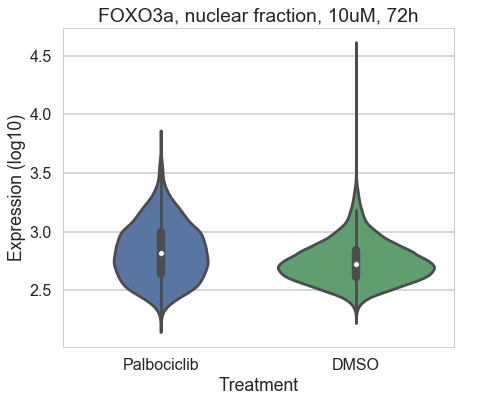 FOXO3a, nuclear fraction, 10uM, 72h
Expression (log10)
4.5
4.0
3.5
3.0
2.5
Palbociclib DMSO
Treatment